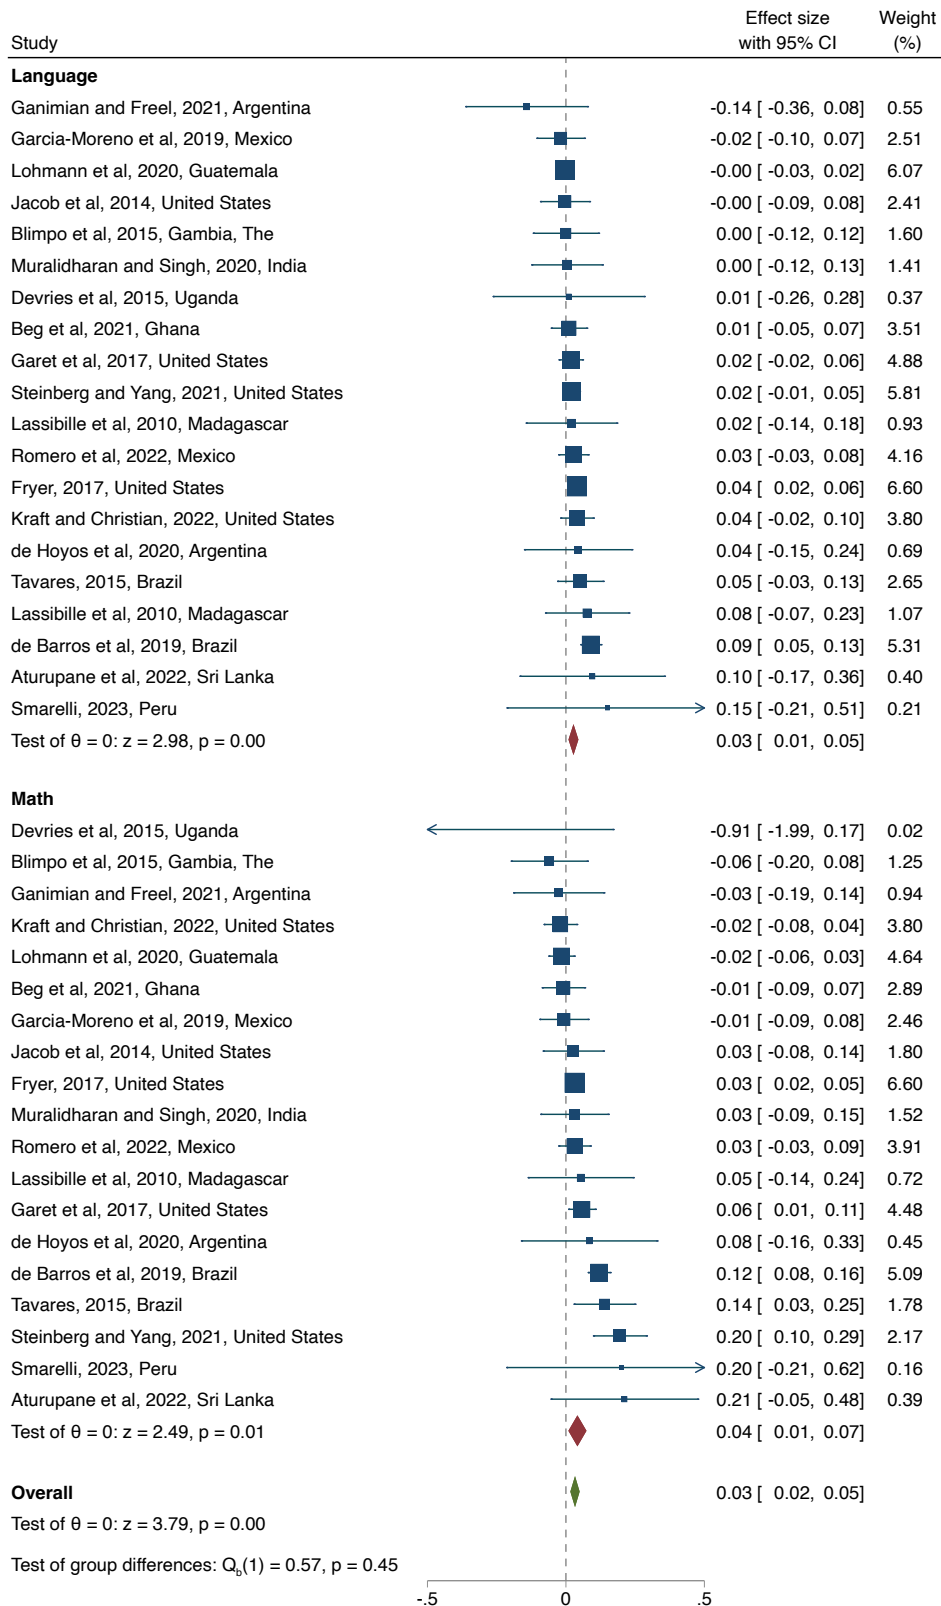 Effect size Weight
Study with 95% CI (%)
Language
Ganimian and Freel, 2021, Argentina -0.14 [ -0.36, 0.08] 0.55
Garcia-Moreno et al, 2019, Mexico -0.02 [ -0.10, 0.07] 2.51
Lohmann et al, 2020, Guatemala -0.00 [ -0.03, 0.02] 6.07
Jacob et al, 2014, United States -0.00 [ -0.09, 0.08] 2.41
Blimpo et al, 2015, Gambia, The 0.00 [ -0.12, 0.12] 1.60
Muralidharan and Singh, 2020, India 0.00 [ -0.12, 0.13] 1.41
Devries et al, 2015, Uganda 0.01 [ -0.26, 0.28] 0.37
Beg et al, 2021, Ghana 0.01 [ -0.05, 0.07] 3.51
Garet et al, 2017, United States 0.02 [ -0.02, 0.06] 4.88
Steinberg and Yang, 2021, United States 0.02 [ -0.01, 0.05] 5.81
Lassibille et al, 2010, Madagascar 0.02 [ -0.14, 0.18] 0.93
Romero et al, 2022, Mexico 0.03 [ -0.03, 0.08] 4.16
Fryer, 2017, United States 0.04 [ 0.02, 0.06] 6.60
Kraft and Christian, 2022, United States 0.04 [ -0.02, 0.10] 3.80
de Hoyos et al, 2020, Argentina 0.04 [ -0.15, 0.24] 0.69
Tavares, 2015, Brazil 0.05 [ -0.03, 0.13] 2.65
Lassibille et al, 2010, Madagascar 0.08 [ -0.07, 0.23] 1.07
de Barros et al, 2019, Brazil 0.09 [ 0.05, 0.13] 5.31
Aturupane et al, 2022, Sri Lanka 0.10 [ -0.17, 0.36] 0.40
Smarelli, 2023, Peru 0.15 [ -0.21, 0.51] 0.21
Test of θ = 0: z = 2.98, p = 0.00 0.03 [ 0.01, 0.05]
Math
Devries et al, 2015, Uganda -0.91 [ -1.99, 0.17] 0.02
Blimpo et al, 2015, Gambia, The -0.06 [ -0.20, 0.08] 1.25
Ganimian and Freel, 2021, Argentina -0.03 [ -0.19, 0.14] 0.94
Kraft and Christian, 2022, United States -0.02 [ -0.08, 0.04] 3.80
Lohmann et al, 2020, Guatemala -0.02 [ -0.06, 0.03] 4.64
Beg et al, 2021, Ghana -0.01 [ -0.09, 0.07] 2.89
Garcia-Moreno et al, 2019, Mexico -0.01 [ -0.09, 0.08] 2.46
Jacob et al, 2014, United States 0.03 [ -0.08, 0.14] 1.80
Fryer, 2017, United States 0.03 [ 0.02, 0.05] 6.60
Muralidharan and Singh, 2020, India 0.03 [ -0.09, 0.15] 1.52
Romero et al, 2022, Mexico 0.03 [ -0.03, 0.09] 3.91
Lassibille et al, 2010, Madagascar 0.05 [ -0.14, 0.24] 0.72
Garet et al, 2017, United States 0.06 [ 0.01, 0.11] 4.48
de Hoyos et al, 2020, Argentina 0.08 [ -0.16, 0.33] 0.45
de Barros et al, 2019, Brazil 0.12 [ 0.08, 0.16] 5.09
Tavares, 2015, Brazil 0.14 [ 0.03, 0.25] 1.78
Steinberg and Yang, 2021, United States 0.20 [ 0.10, 0.29] 2.17
Smarelli, 2023, Peru 0.20 [ -0.21, 0.62] 0.16
Aturupane et al, 2022, Sri Lanka 0.21 [ -0.05, 0.48] 0.39
Test of θ = 0: z = 2.49, p = 0.01 0.04 [ 0.01, 0.07]
Overall 0.03 [ 0.02, 0.05]
Test of θ = 0: z = 3.79, p = 0.00
Test of group differences: Q_b(1) = 0.57, p = 0.45
-.5 0 .5